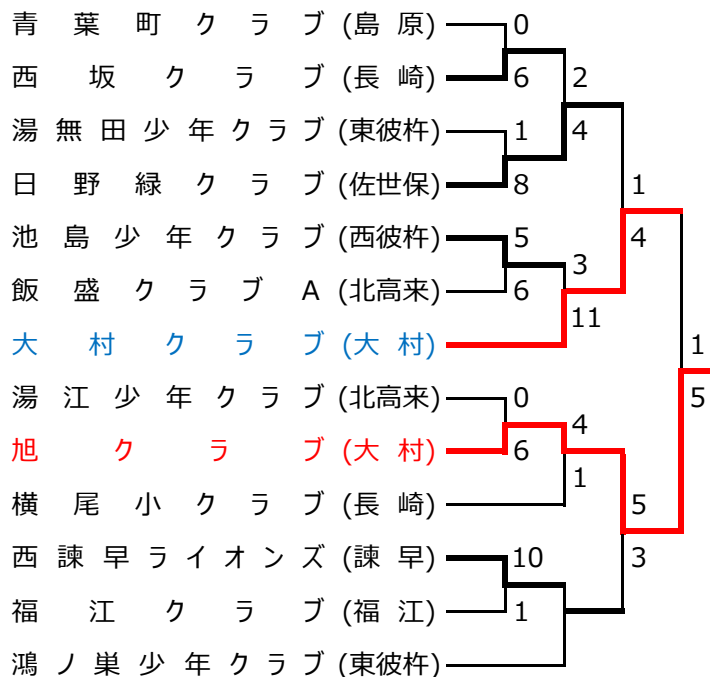 青葉町クラブ (島原) 0
西坂クラブ (長崎) 6 2
湯無田少年クラブ (東彼杵) 1 4
日野緑クラブ (佐世保) 8 1
池島少年クラブ (西彼杵) 5 4
飯盛クラブA (北高来) 6 3
大村クラブ (大村) 11 1
湯江少年クラブ (北高来) 0 5
旭クラブ (大村) 6 4
横尾小クラブ (長崎) 1 5
西諫早ライオンズ (諫早) 10 3
福江クラブ (福江) 1
鴻ノ巣少年クラブ (東彼杵)